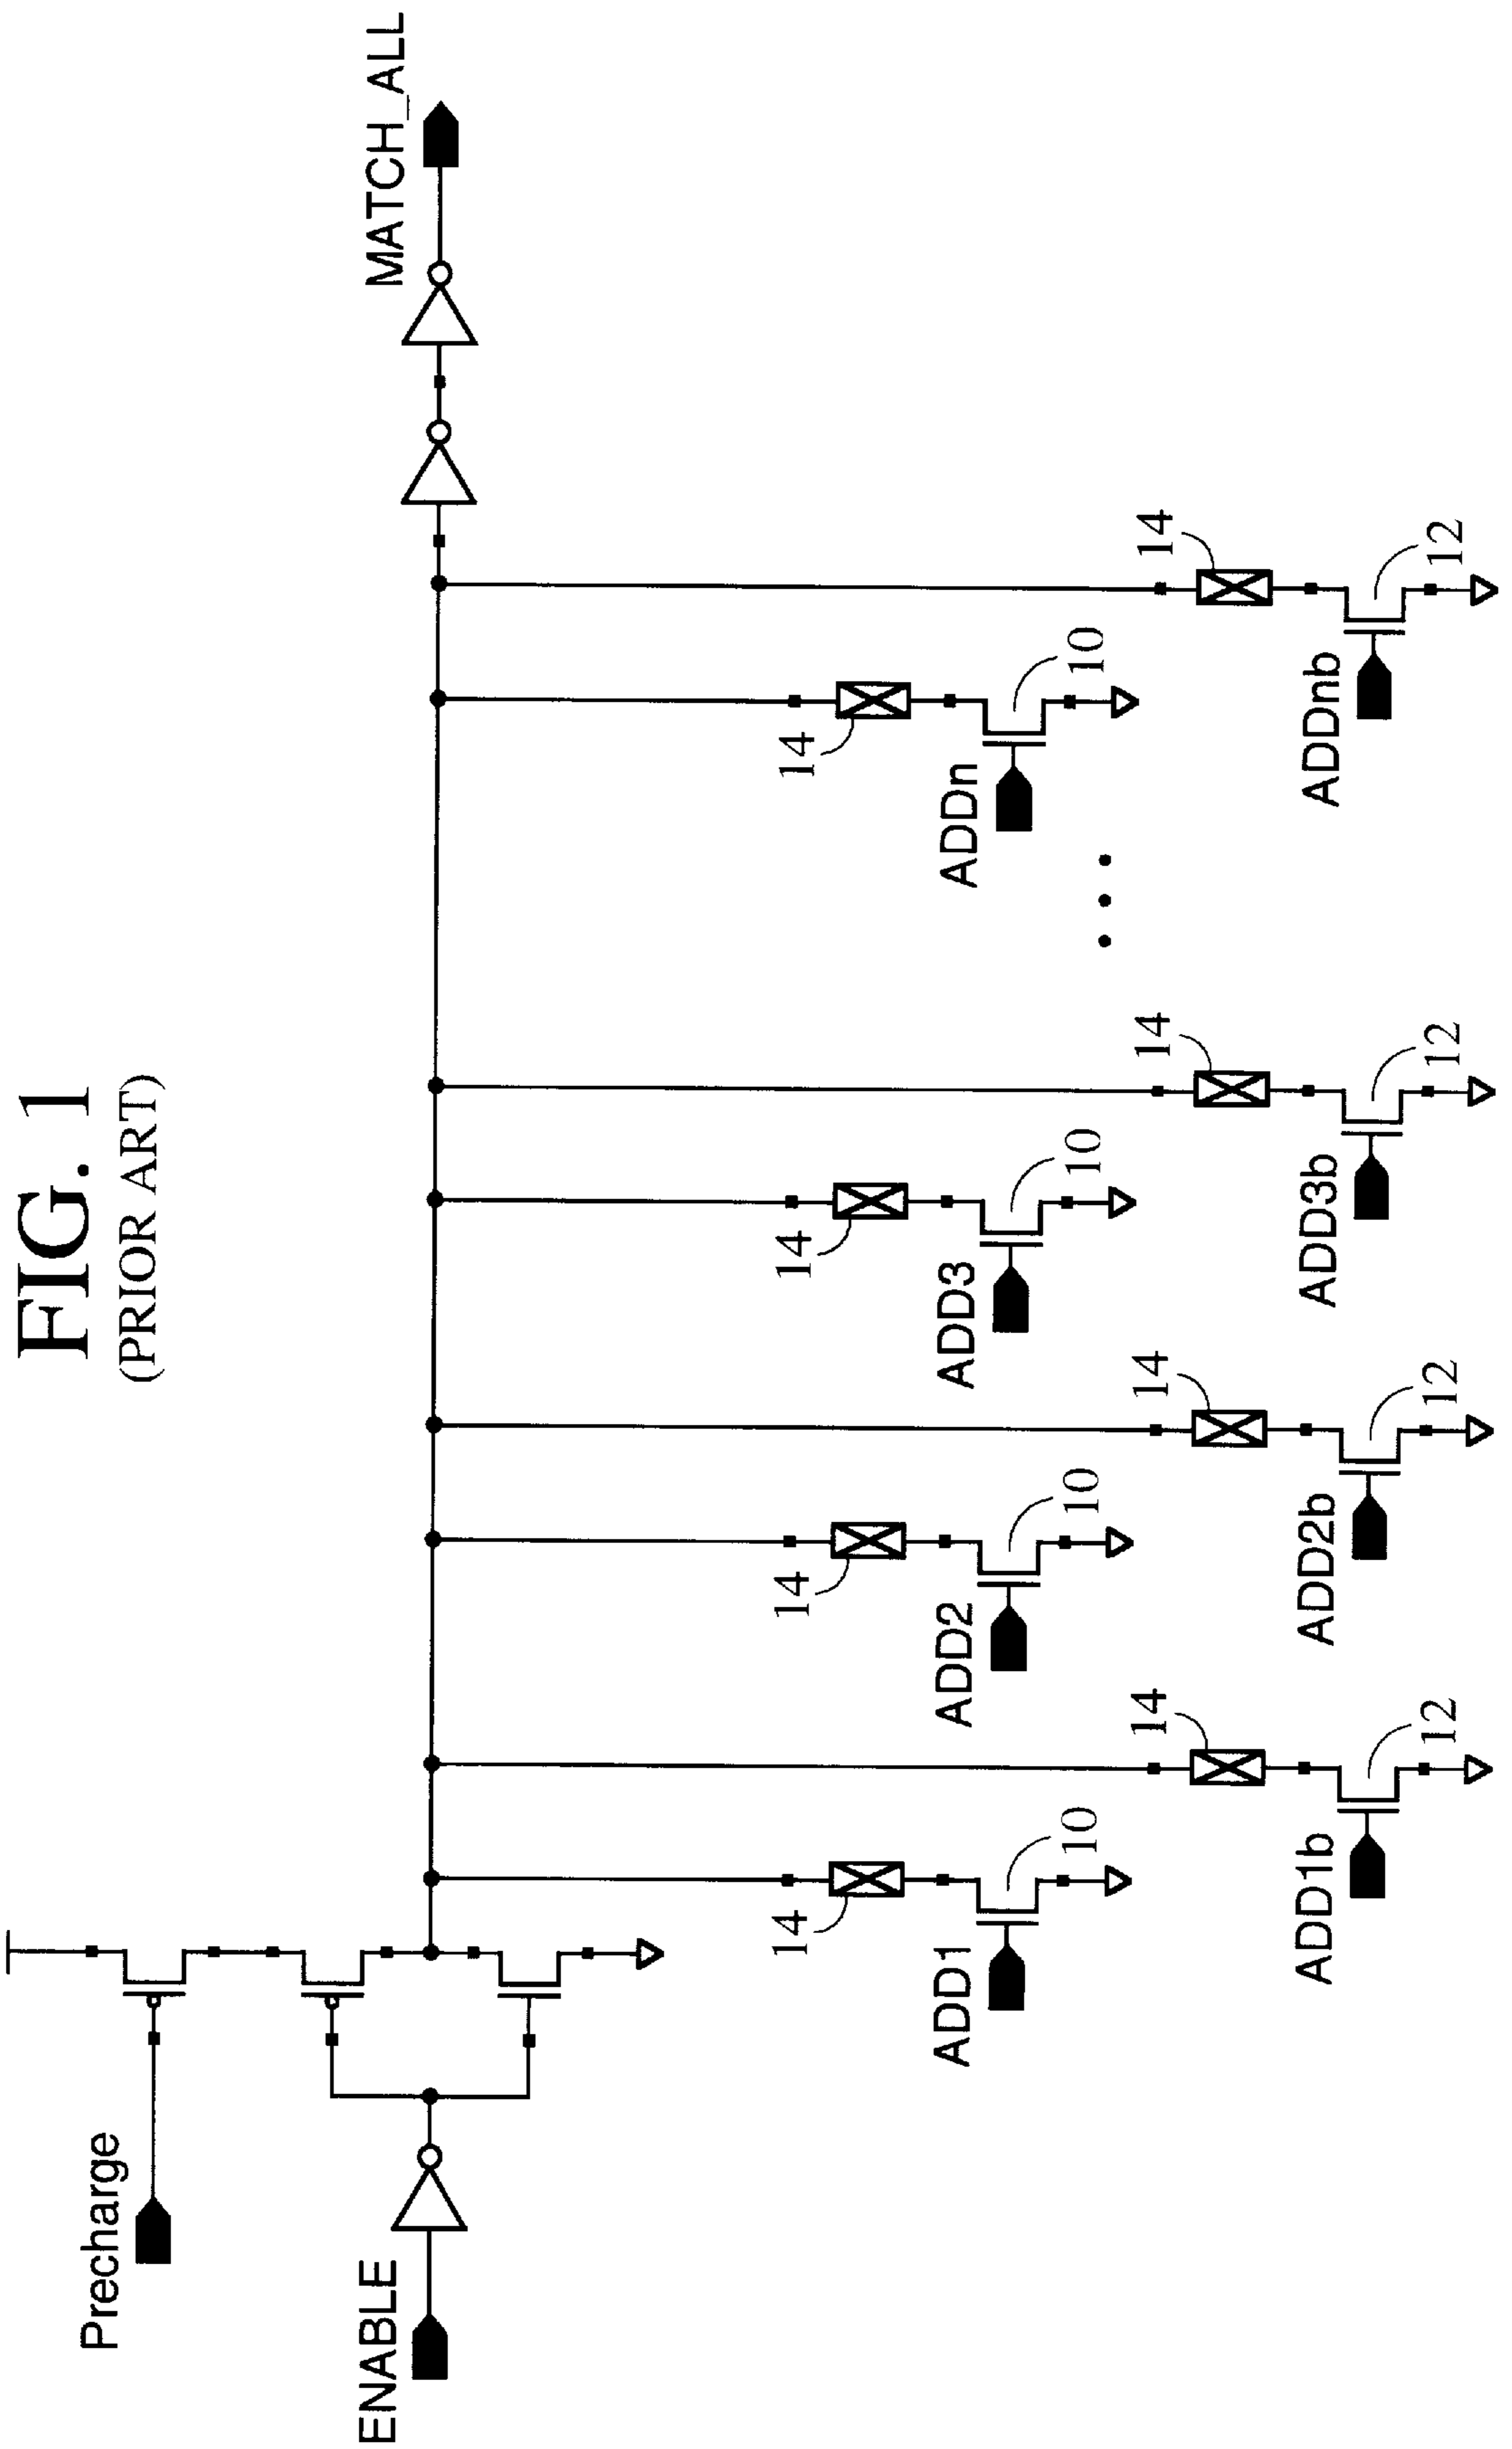 FIG. 1
(PRIOR ART)
Precharge
ENABLE
MATCH_ALL
14
10
ADD1
14
12
ADD1b
14
10
ADD2
14
12
ADD2b
14
10
ADD3
14
12
ADD3b
14
10
ADDn
14
12
ADDnb